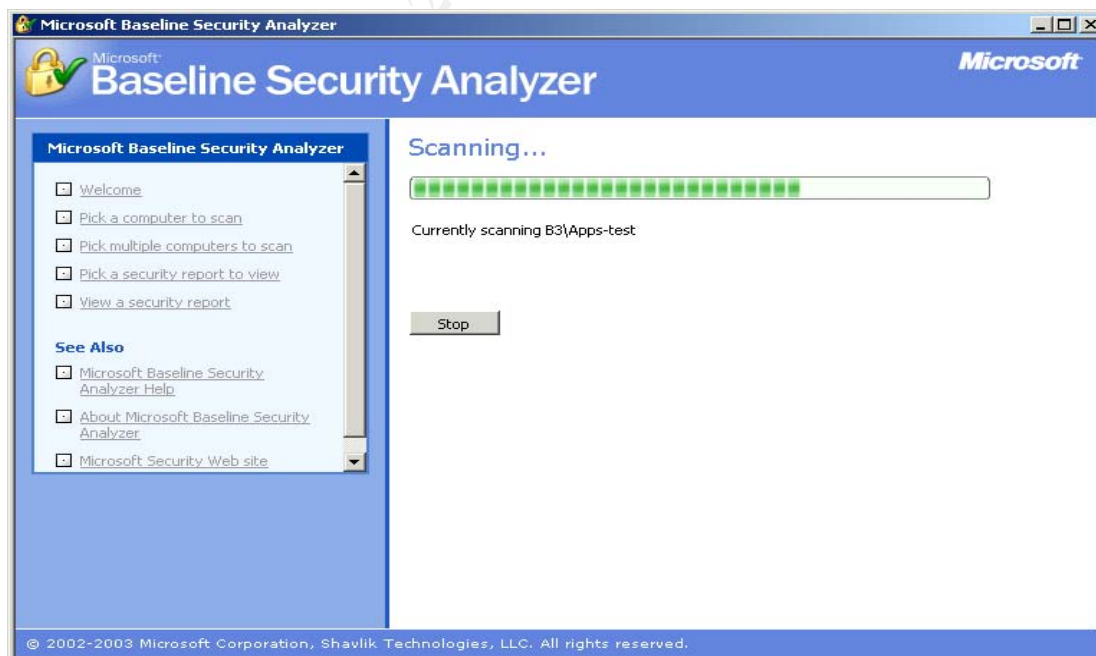 Microsoft Baseline Security Analyzer
Microsoft
Baseline Security Analyzer
Microsoft
Microsoft Baseline Security Analyzer
Welcome
Pick a computer to scan
Pick multiple computers to scan
Pick a security report to view
View a security report
See Also
Microsoft Baseline Security
Analyzer Help
About Microsoft Baseline Security
Analyzer
Microsoft Security Web site
Scanning...
Currently scanning B3\Apps-test
Stop
© 2002-2003 Microsoft Corporation, Shavlik Technologies, LLC. All rights reserved.